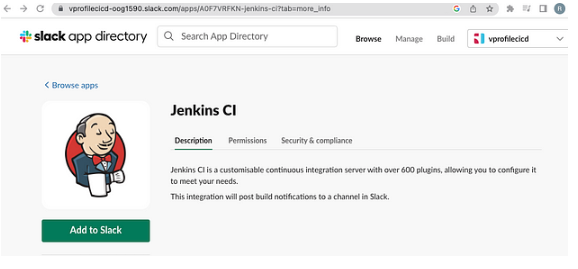 vprofilecicd-oog1590.slack.com/apps/A0F7VRFKN-jenkins-ci?tab=more_info
R
slack app directory
Search App Directory
Browse
Manage
Build
vprofilecicd
Browse apps
Jenkins CI
Description
Permissions
Security & compliance
Jenkins CI is a customisable continuous integration server with over 600 plugins, allowing you to configure it
to meet your needs.
This integration will post build notifications to a channel in Slack.
Add to Slack